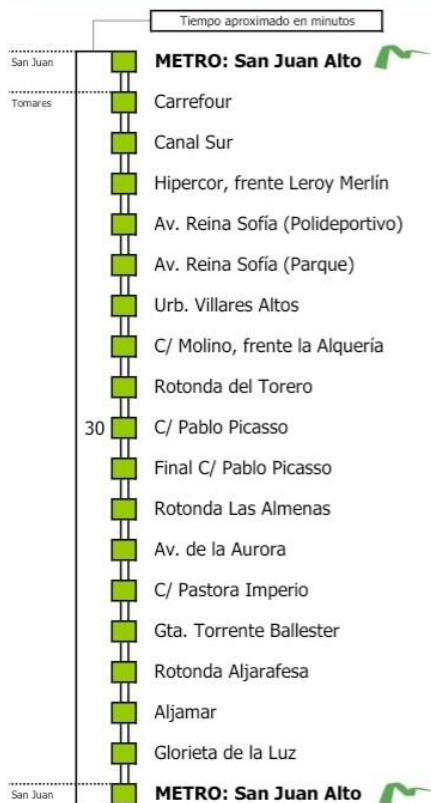 Tiempo aproximado en minutos
San Juan
METRO: San Juan Alto
Tomares
Carrefour
Canal Sur
Hipercor, frente Leroy Merlín
Av. Reina Sofía (Polideportivo)
Av. Reina Sofía (Parque)
Urb. Villares Altos
C/ Molino, frente la Alquería
Rotonda del Torero
30
C/ Pablo Picasso
Final C/ Pablo Picasso
Rotonda Las Almenas
Av. de la Aurora
C/ Pastora Imperio
Gta. Torrente Ballester
Rotonda Aljarafesa
Aljamar
Glorieta de la Luz
San Juan
METRO: San Juan Alto